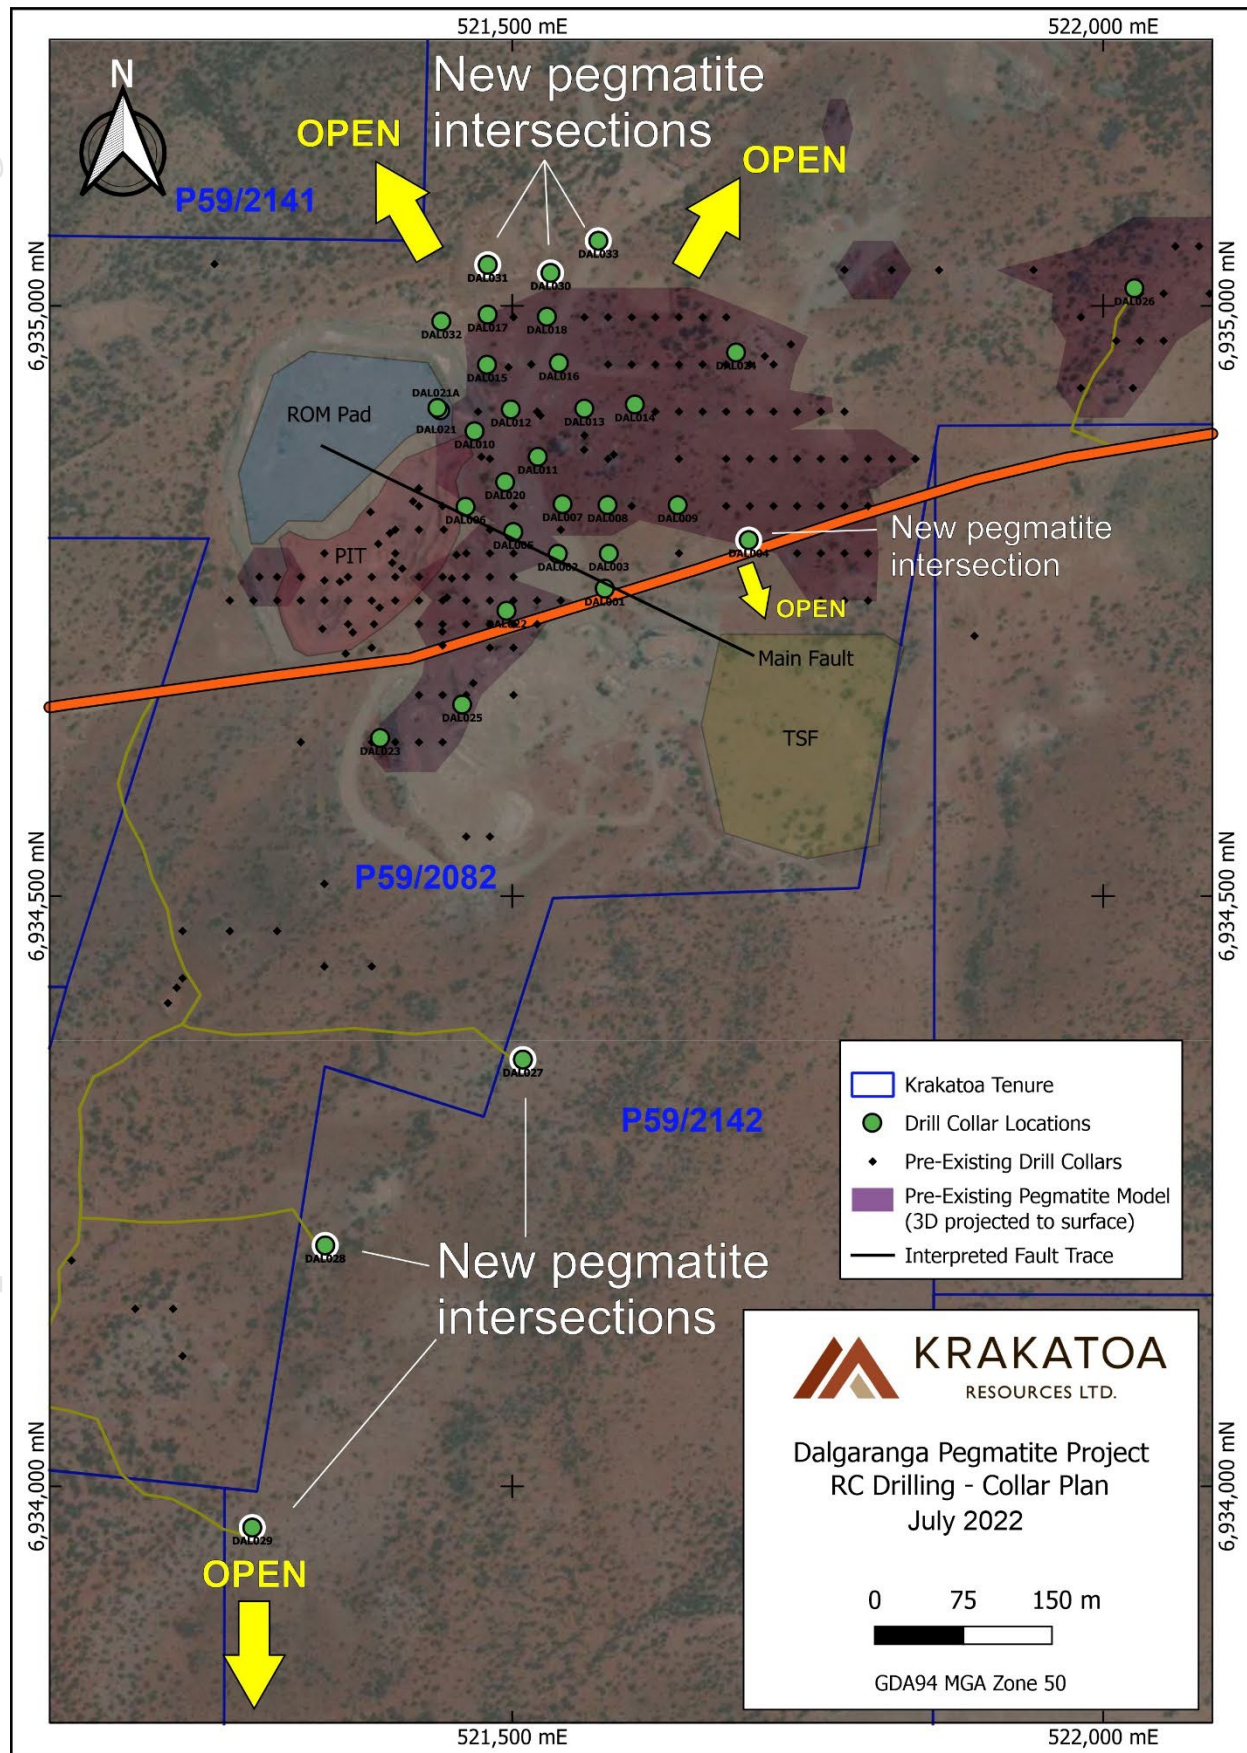 521,500 mE
522,000 mE
N
New pegmatite
intersections
OPEN
OPEN
P59/2141
DAL033
DAL031
DAL030
6,935,000 mN
6,935,000 mN
DAL026
DAL017
DAL018
DAL032
DAL024
DAL015
DAL016
ROM Pad
DAL021A
DAL021
DAL012
DAL013
DAL014
DAL010
DAL011
DAL020
DAL006
DAL007
DAL008
DAL009
DAL005
New pegmatite
intersection
DAL004
PIT
DAL002
DAL003
DAL001
OPEN
DAL022
Main Fault
DAL025
TSF
DAL023
P59/2082
6,934,500 mN
6,934,500 mN
DAL027
P59/2142
Krakatoa Tenure
Drill Collar Locations
Pre-Existing Drill Collars
Pre-Existing Pegmatite Model
(3D projected to surface)
Interpreted Fault Trace
DAL028
New pegmatite
intersections
KRAKATOA
RESOURCES LTD.
Dalgaranga Pegmatite Project
RC Drilling - Collar Plan
July 2022
6,934,000 mN
6,934,000 mN
DAL029
OPEN
0 75 150 m
GDA94 MGA Zone 50
521,500 mE
522,000 mE